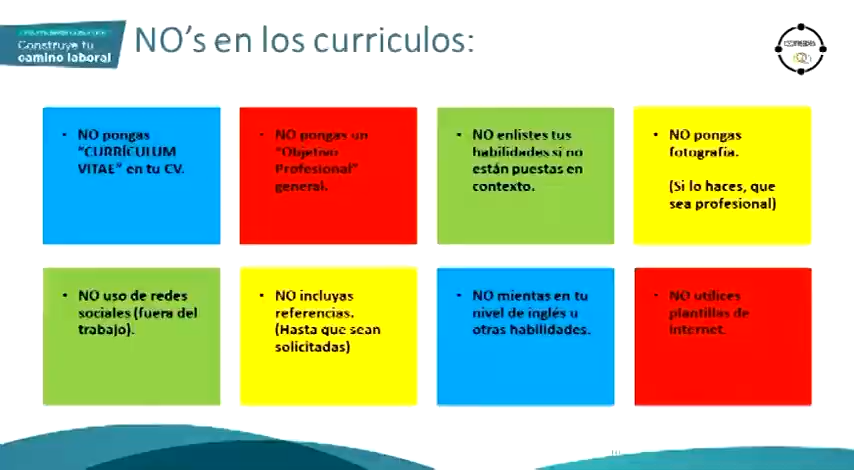 Construye tu
camino laboral
NO's en los curriculos:
• NO pongas
"CURRÍCULUM
VITAE" en tu CV.
• NO pongas un
"Objetivo
Profesional"
general.
• NO enlistes tus
habilidades si no
están puestas en
contexto.
• NO pongas
fotografía.
(Si lo haces, que
sea profesional)
• NO uso de redes
sociales (fuera del
trabajo).
• NO incluyas
referencias.
(Hasta que sean
solicitadas)
• NO mientas en tu
nivel de inglés u
otras habilidades.
• NO utilices
plantillas de
internet.